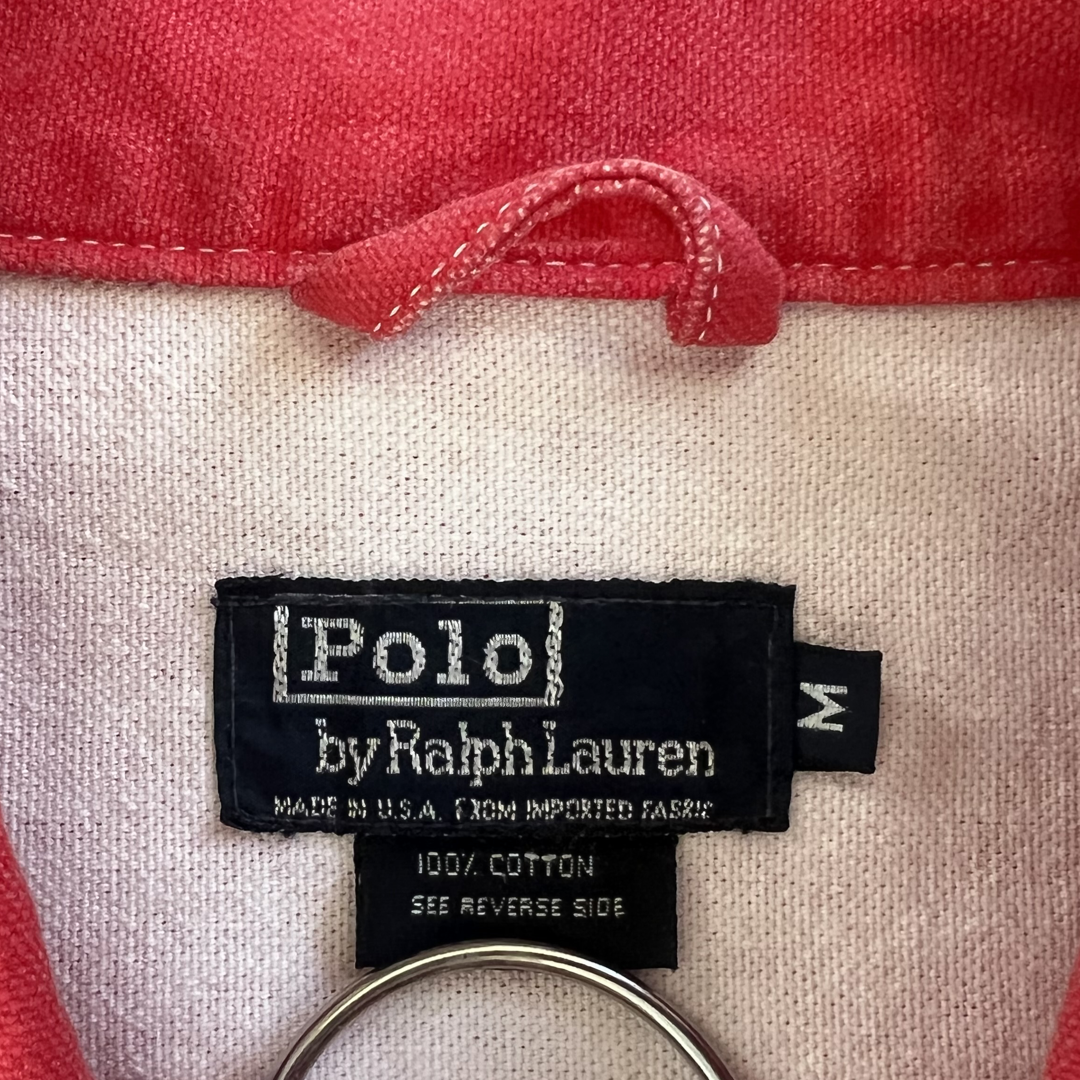 Polo
by Ralph Lauren
MADE IN U.S.A. FROM IMPORTED FABRIC
M
100% COTTON
SEE REVERSE SIDE